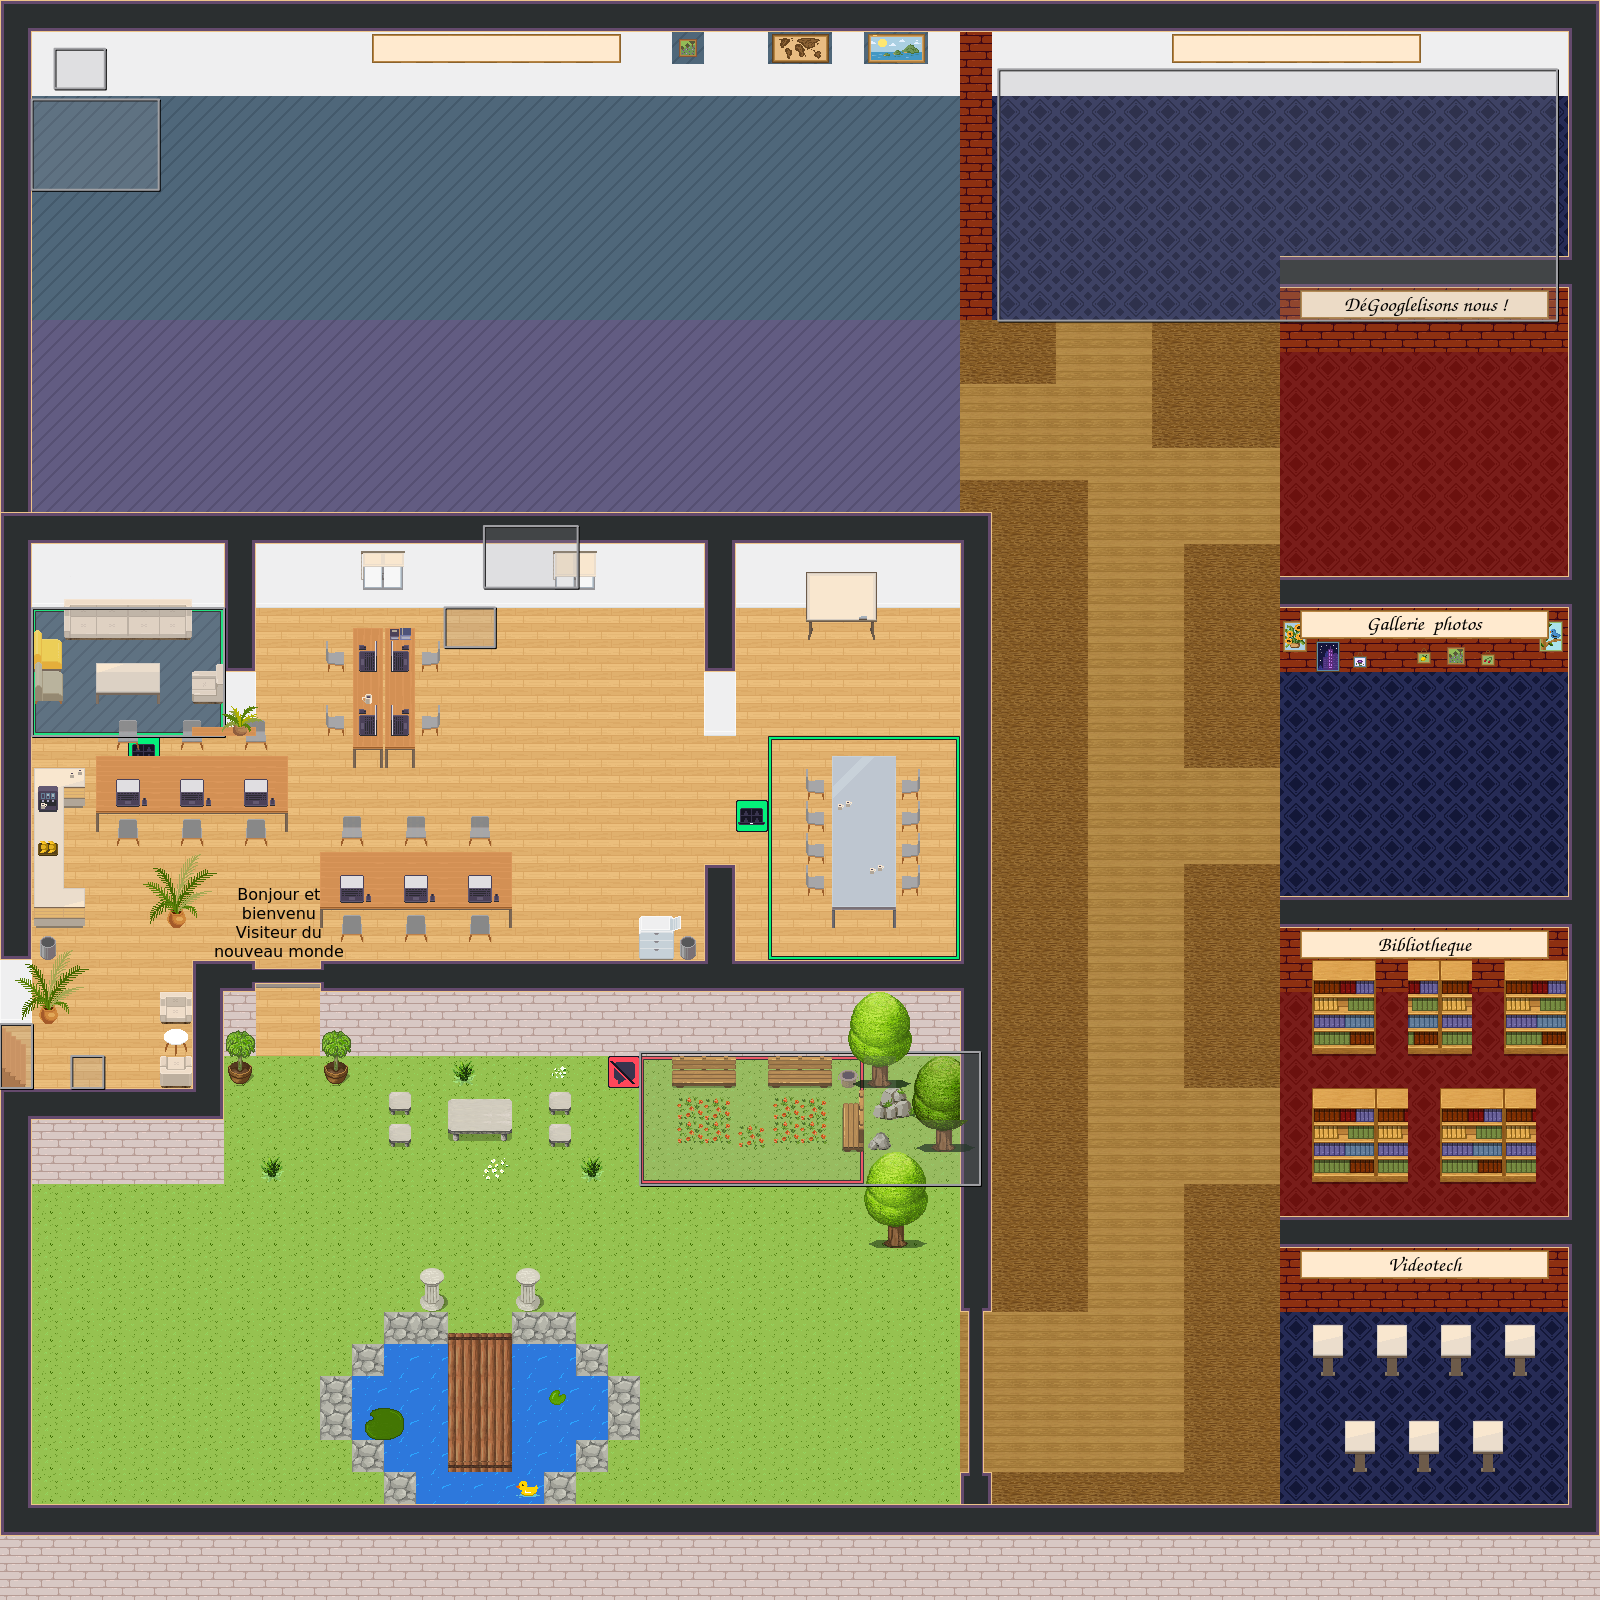 DéGooglelisons nous !
Gallerie photos
Bonjour et
bienvenu
Visiteur du
nouveau monde
Bibliotheque
Videotech